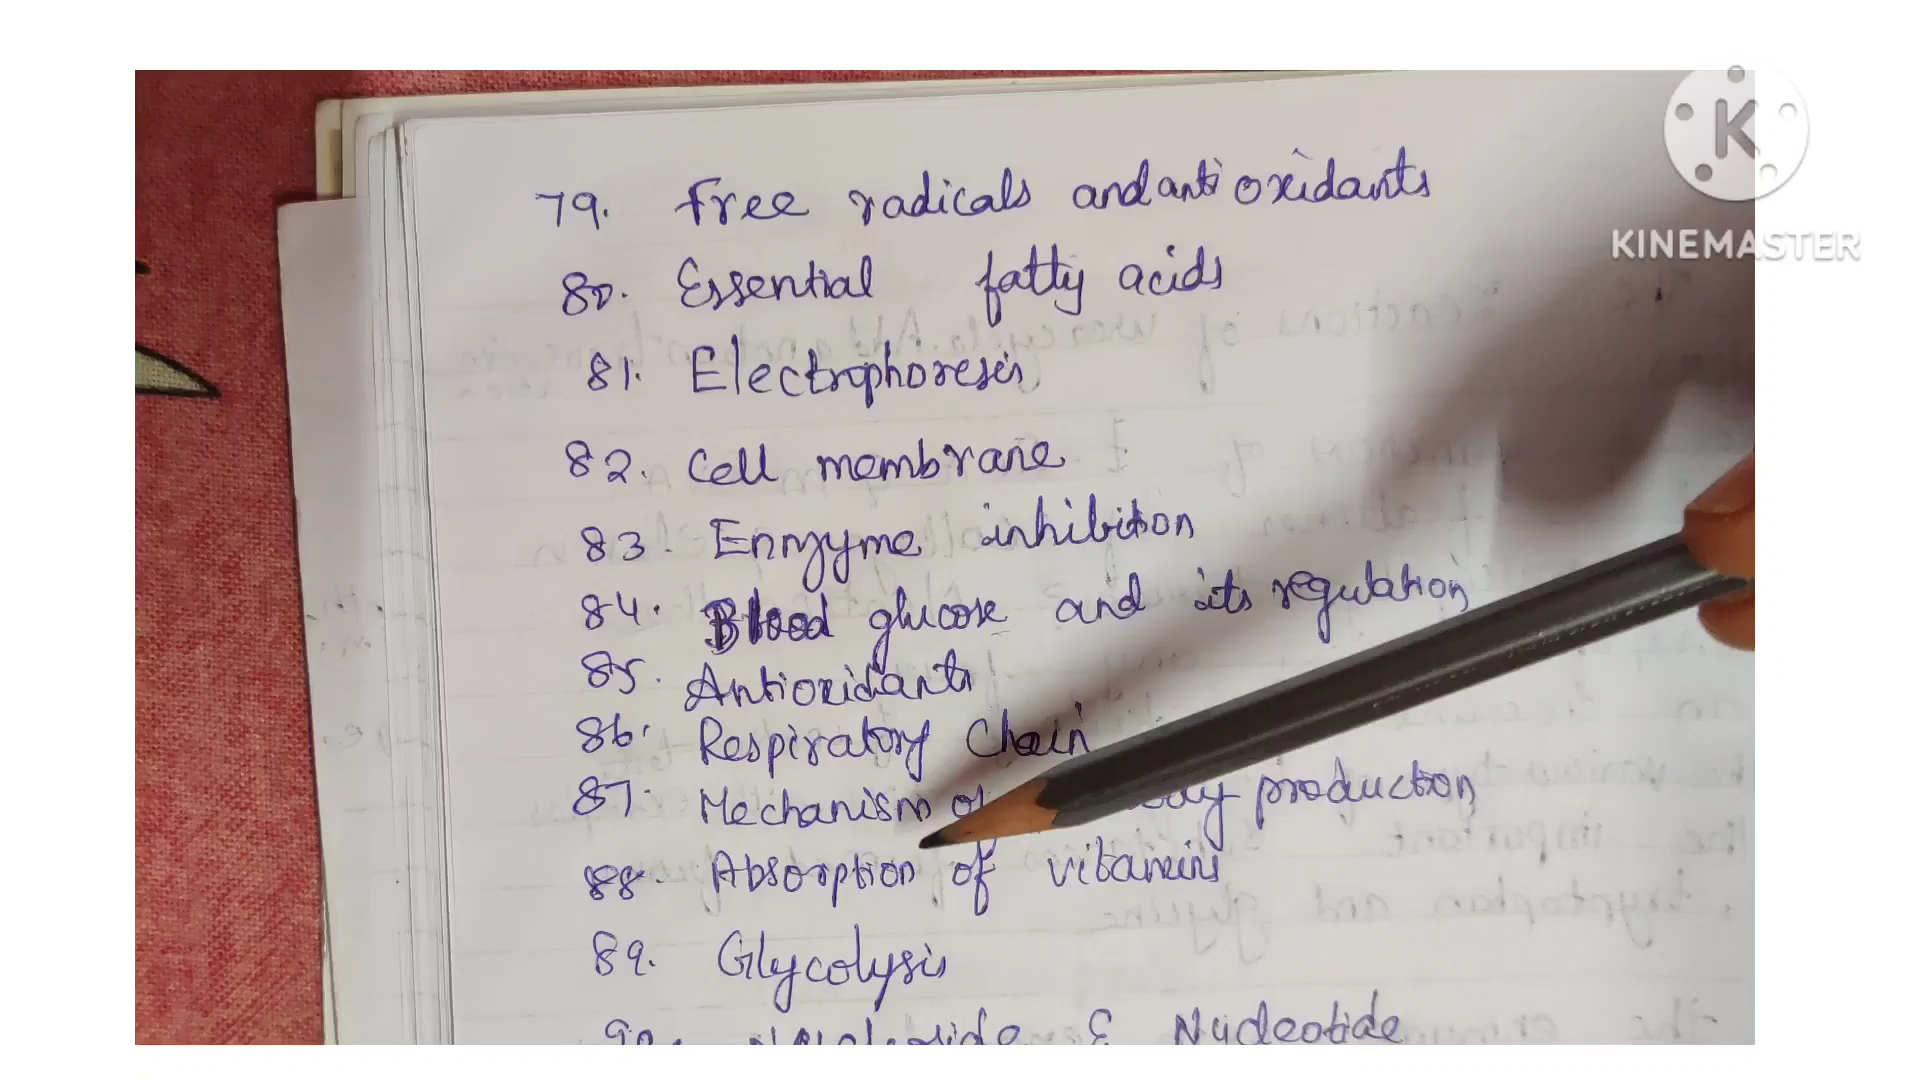 K
KINEMASTER
79. Free radicals and antioxidants
80. Essential fatty acids
81. Electrophoresis
82. Cell membrane
83. Enmzyme inhibition
84. Blood glucose and its regulation
85. Antioxidants
86. Respiratory Chain
87. Mechanism of production
88. Absorption of vitamins
89. Glycolysis
90. & Nucleotide